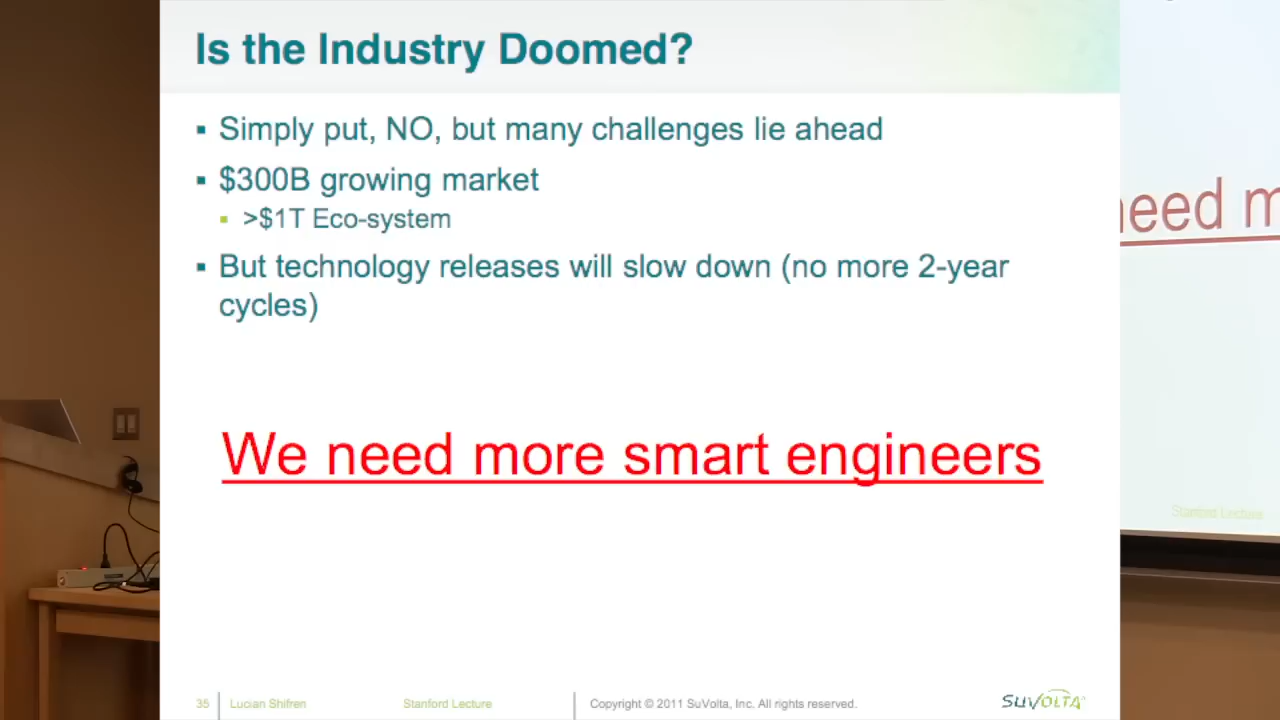 Is the Industry Doomed?
▪ Simply put, NO, but many challenges lie ahead
▪ $300B growing market
▪ >$1T Eco-system
▪ But technology releases will slow down (no more 2-year
cycles)
We need more smart engineers
need m
Stanford Lecture
35 Lucian Shifren Stanford Lecture Copyright © 2011 SuVolta, Inc. All rights reserved. SUVOLTA